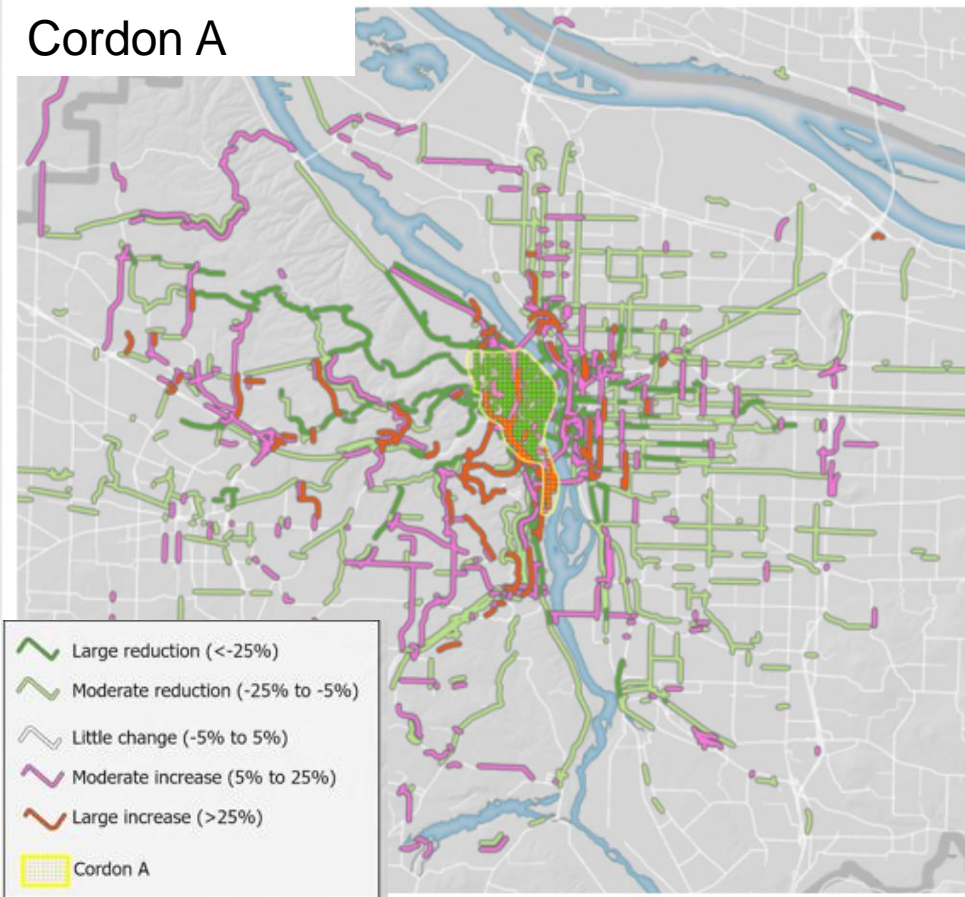 Cordon A
Large reduction (<-25%)
Moderate reduction (-25% to -5%)
Little change (-5% to 5%)
Moderate increase (5% to 25%)
Large increase (>25%)
Cordon A